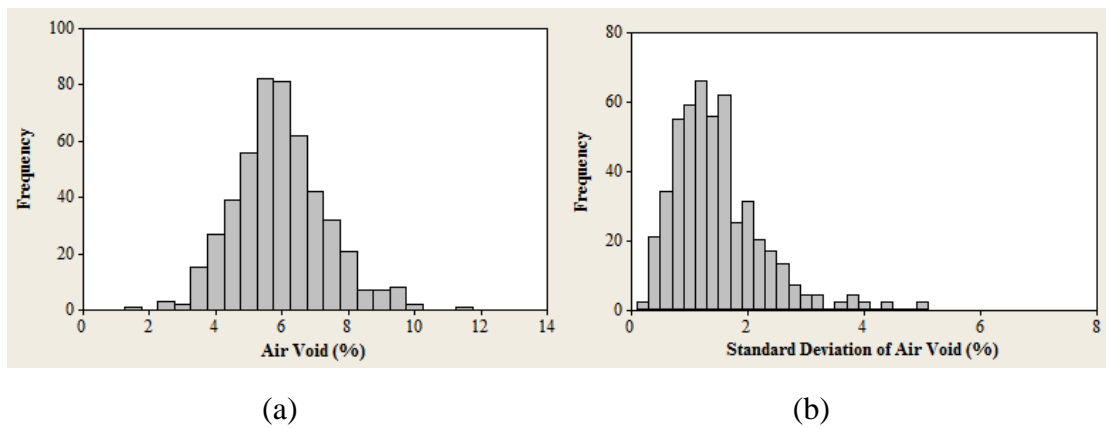 100
80
60
40
20
0
Frequency
0 2 4 6 8 10 12 14
Air Void (%)
(a)
80
60
40
20
0
Frequency
0 2 4 6 8
Standard Deviation of Air Void (%)
(b)